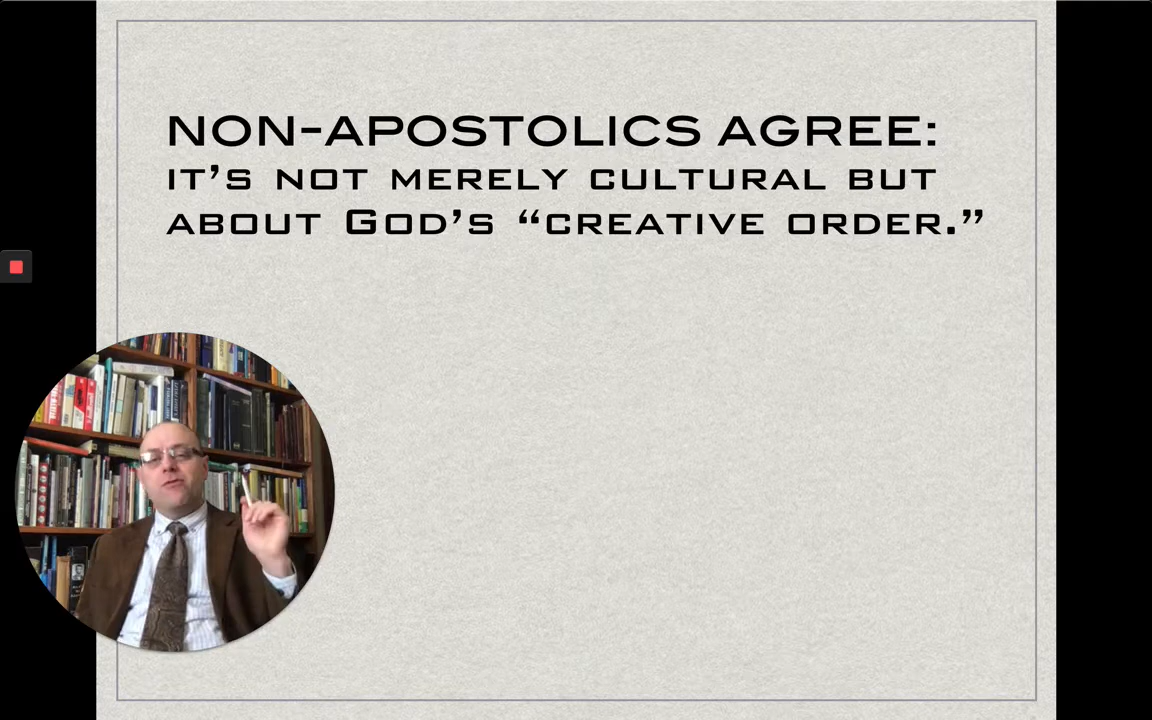 NON-APOSTOLICS AGREE:
IT'S NOT MERELY CULTURAL BUT
ABOUT GOD'S “CREATIVE ORDER.”